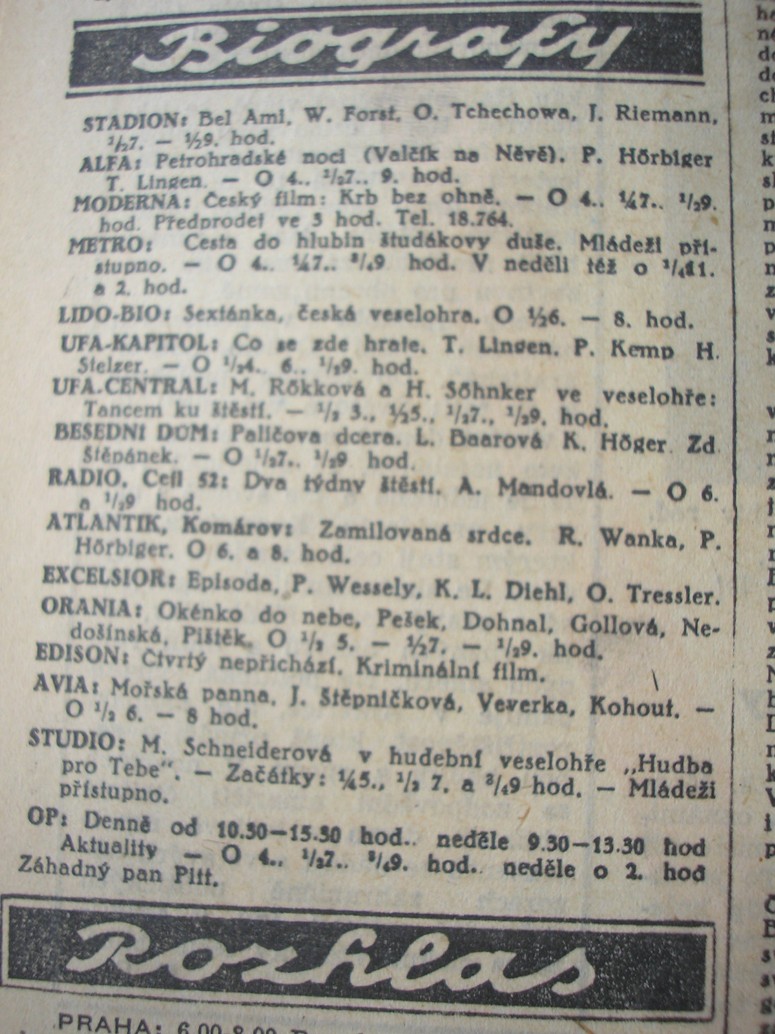 Biografy
STADION: Bel Ami, W. Forst, O. Tchechowa, J. Riemann,
½7. — ½9. hod.
ALFA: Petrohradské noci (Valčík na Něvě). P. Hörbiger
T. Lingen. — O 4., ½7., 9. hod.
MODERNA: Český film: Krb bez ohně. — O 4., ¼7., ½9.
hod. Předprodej ve 3 hod. Tel. 18.764.
METRO: Cesta do hlubin študákovy duše. Mládeži pří-
stupno. — O 4., ¼7., ¾9 hod. V neděli též o ¾11.
a 2. hod.
LIDO-BIO: Sextánka, česká veselohra. O ½6. — 8. hod.
UFA-KAPITOL: Co se zde hraje. T. Lingen. P. Kemp H.
Stelzer. — O ½4. 6., ½9. hod.
UFA-CENTRAL: M. Rökková a H. Söhnker ve veselohře:
Tancem ku štěstí. — ½ 3., ½5., ½7., ½9. hod.
BESEDNI DUM: Paličova dcera. L. Baarová K. Höger Zd
Štěpánek. — O ½7., ½9 hod.
RADIO, Cejl 52: Dva týdny štěstí. A. Mandovlá. — O 6.
a ½9 hod.
ATLANTIK, Komárov: Zamilovaná srdce. R. Wanka, P.
Hörbiger. O 6. a 8. hod.
EXCELSIOR: Episoda, P. Wessely, K. L. Diehl, O. Tressler.
ORANIA: Okénko do nebe, Pešek, Dohnal, Gollová, Ne-
došínská, Pištěk. O ½ 5. — ½7. — ½9. hod.
EDISON: Čtvrtý nepřichází. Kriminální film.
AVIA: Mořská panna, J. Štěpničková, Veverka, Kohout. —
O ½ 6. — 8 hod.
STUDIO: M. Schneiderová v hudební veselohře „Hudba
pro Tebe“. — Začátky: ¼5., ½ 7. a ¾9 hod. — Mládeži
přístupno.
OP: Denně od 10.30—15.30 hod.. neděle 9.30—13.30 hod
Aktuality — O 4., ½7., ¾9. hod.. neděle o 2. hod
Záhadný pan Pitt.
Rozhlas
PRAHA: